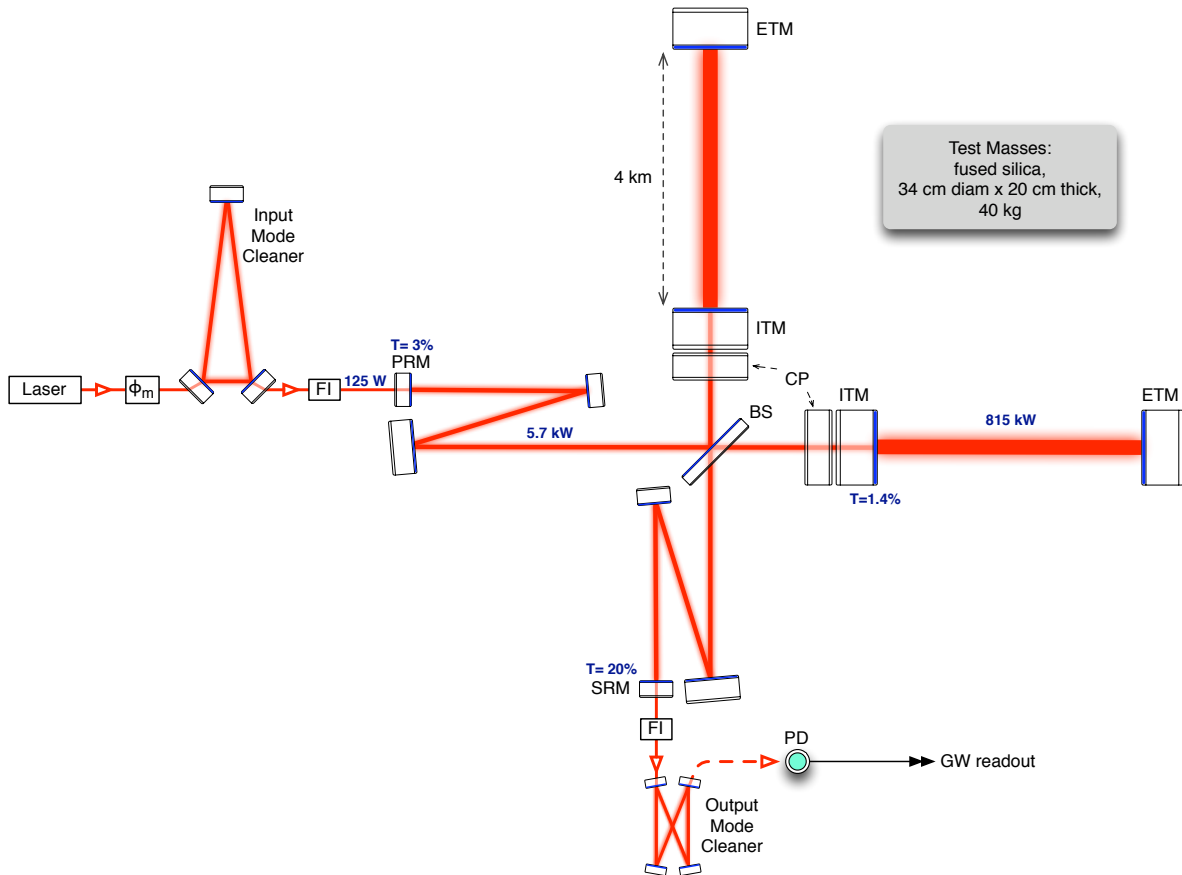 ETM
Test Masses:
fused silica,
34 cm diam x 20 cm thick,
40 kg
4 km
Input
Mode
Cleaner
ITM
T= 3%
PRM
Laser
ϕm
FI
125 W
CP
ITM
ETM
BS
5.7 kW
815 kW
T=1.4%
T= 20%
SRM
FI
PD
GW readout
Output
Mode
Cleaner